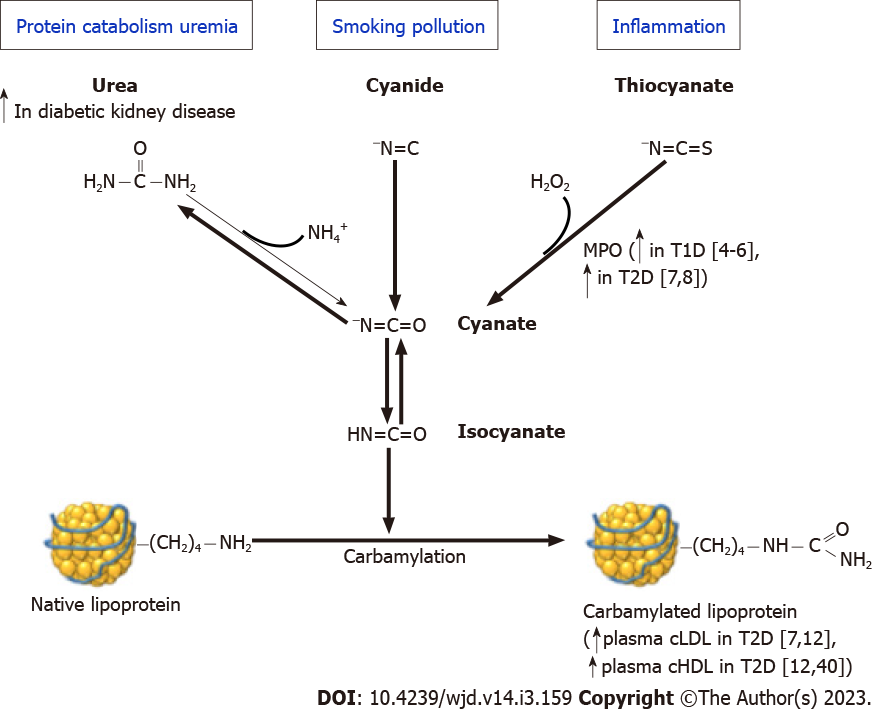 Protein catabolism uremia
Smoking pollution
Inflammation
Urea
↑ In diabetic kidney disease
Cyanide
Thiocyanate
O
H₂N–C–NH₂
⁻N=C
⁻N=C=S
H₂O₂
NH₄⁺
MPO (↑ in T1D [4-6],
↑ in T2D [7,8])
⁻N=C=O
Cyanate
HN=C=O
Isocyanate
–(CH₂)₄–NH₂
Carbamylation
–(CH₂)₄–NH–C
O
NH₂
Native lipoprotein
Carbamylated lipoprotein
(↑plasma cLDL in T2D [7,12],
↑plasma cHDL in T2D [12,40])
DOI: 10.4239/wjd.v14.i3.159 Copyright ©The Author(s) 2023.